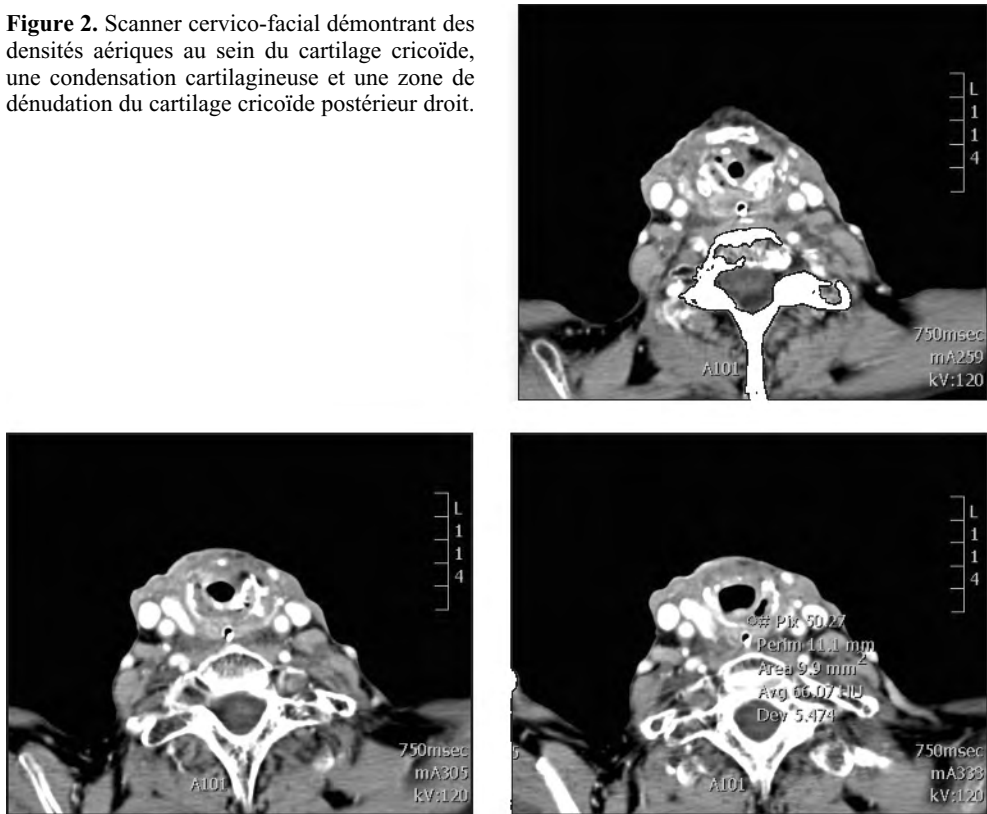 Figure 2. Scanner cervico-facial démontrant des
densités aériques au sein du cartilage cricoïde,
une condensation cartilagineuse et une zone de
dénudation du cartilage cricoïde postérieur droit.
L
1
1
4
A101
750msec
mA259
kV:120
L
1
1
4
A101
750msec
mA305
kV:120
L
1
1
4
# Pix 50.27
Perim 11.1 mm
Area 9.9 mm2
Avg 66.07 HU
Dev 5.474
A101
750msec
mA338
kV:120